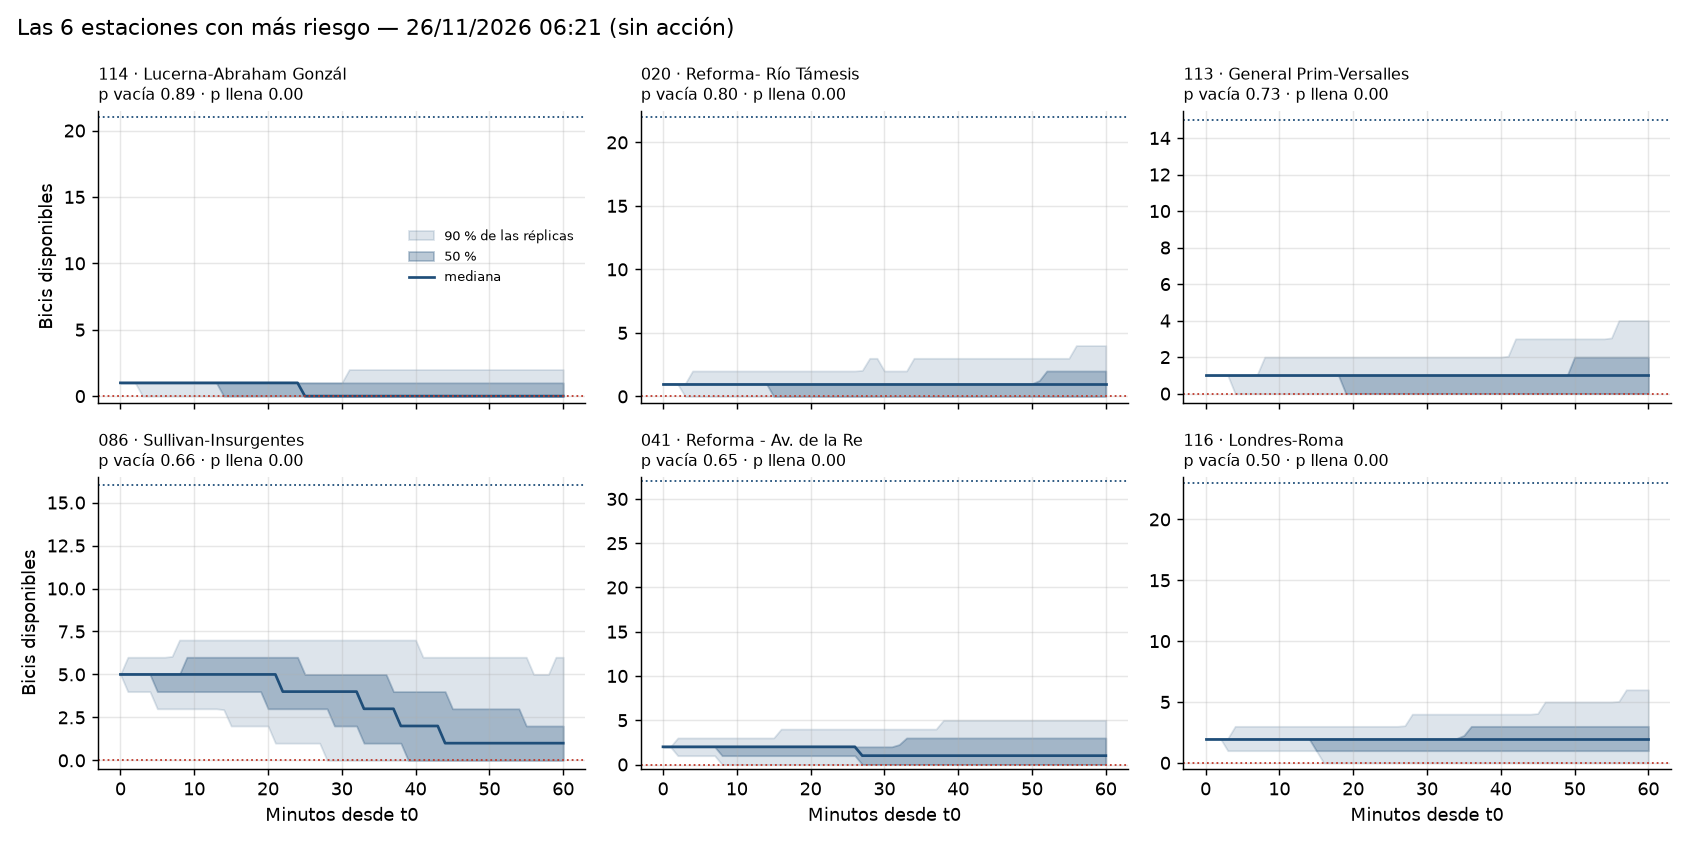 Las 6 estaciones con más riesgo — 26/11/2026 06:21 (sin acción)
114 · Lucerna-Abraham Gonzál
p vacía 0.89 · p llena 0.00
020 · Reforma- Río Támesis
p vacía 0.80 · p llena 0.00
113 · General Prim-Versalles
p vacía 0.73 · p llena 0.00
Bicis disponibles
20
15
10
5
0
90 % de las réplicas
50 %
mediana
20
15
10
5
0
14
12
10
8
6
4
2
0
086 · Sullivan-Insurgentes
p vacía 0.66 · p llena 0.00
041 · Reforma - Av. de la Re
p vacía 0.65 · p llena 0.00
116 · Londres-Roma
p vacía 0.50 · p llena 0.00
Bicis disponibles
15.0
12.5
10.0
7.5
5.0
2.5
0.0
0 10 20 30 40 50 60
Minutos desde t0
30
25
20
15
10
5
0
0 10 20 30 40 50 60
Minutos desde t0
20
15
10
5
0
0 10 20 30 40 50 60
Minutos desde t0